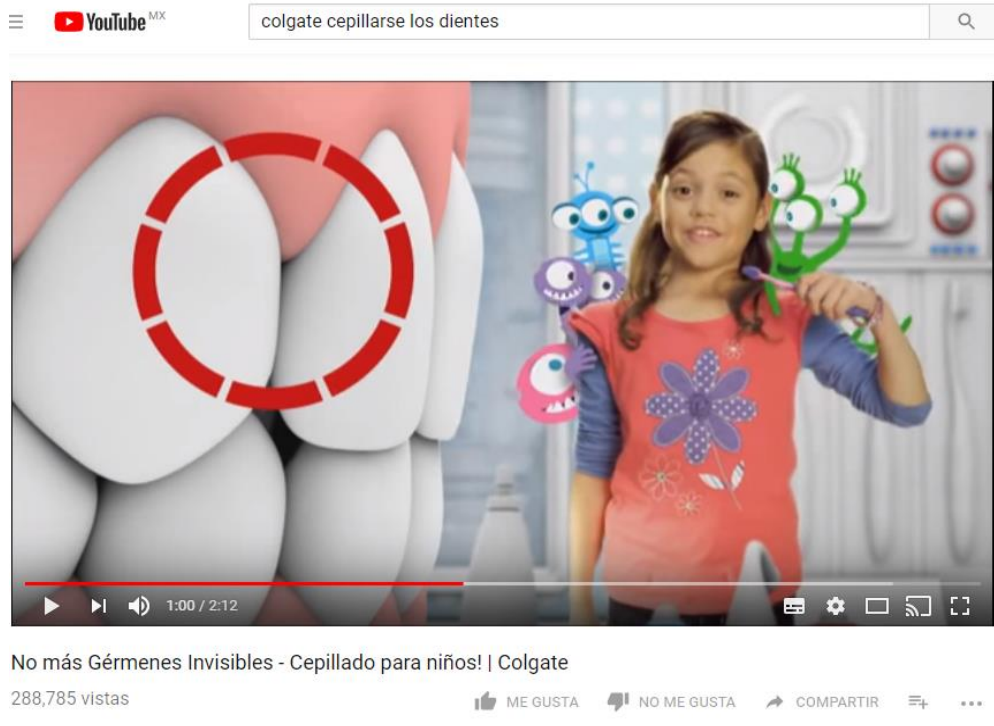 YouTube MX
colgate cepillarse los dientes
1:00 / 2:12
No más Gérmenes Invisibles - Cepillado para niños! | Colgate
288,785 vistas
ME GUSTA
NO ME GUSTA
COMPARTIR